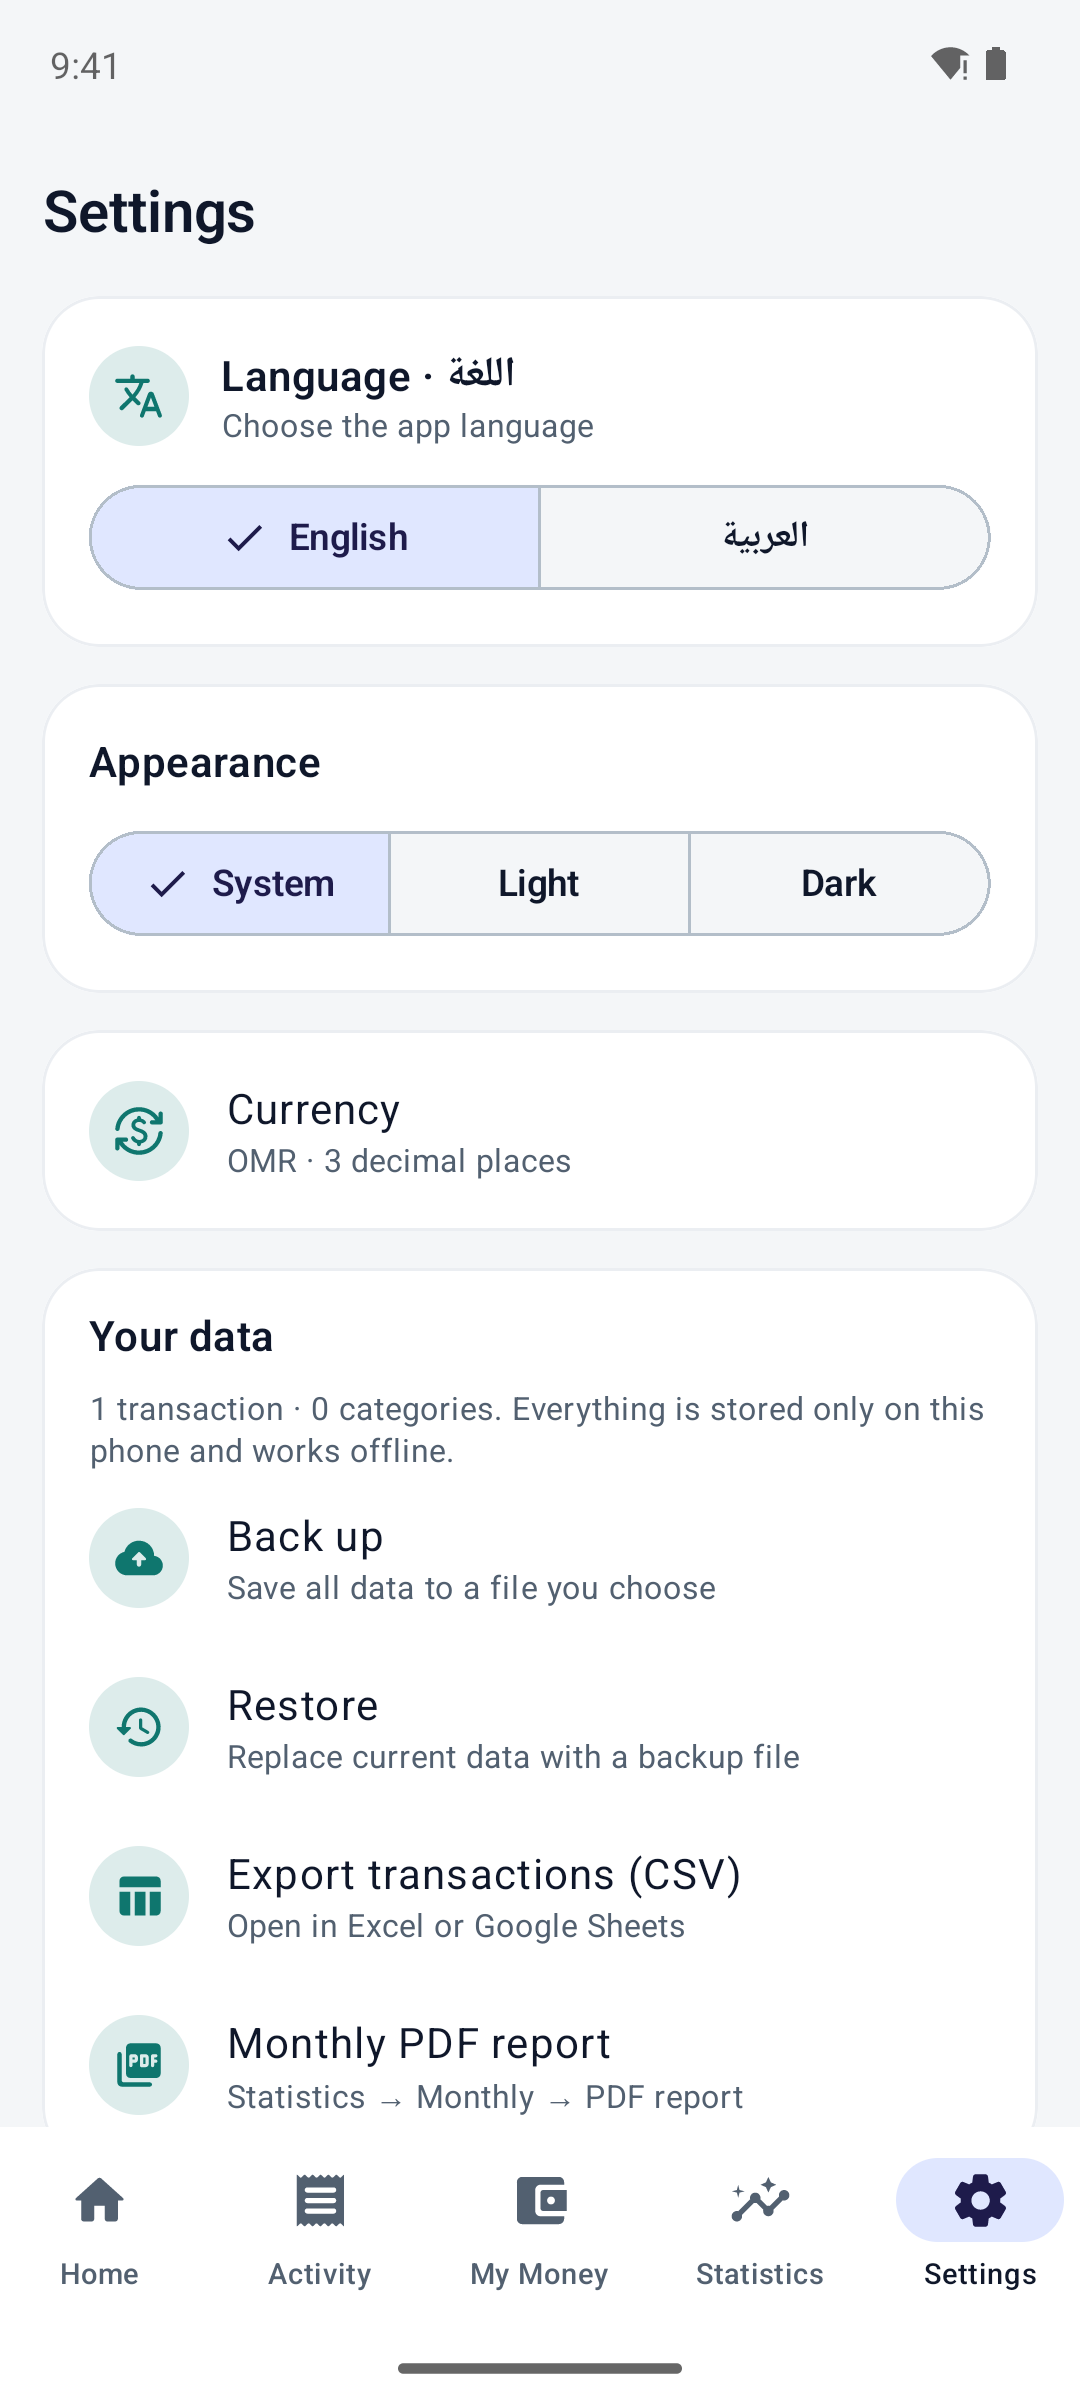 9:41
Settings
Language · اللغة
Choose the app language
English
العربية
Appearance
System
Light
Dark
Currency
OMR · 3 decimal places
Your data
1 transaction · 0 categories. Everything is stored only on this
phone and works offline.
Back up
Save all data to a file you choose
Restore
Replace current data with a backup file
Export transactions (CSV)
Open in Excel or Google Sheets
PDF
Monthly PDF report
Statistics → Monthly → PDF report
Home
Activity
My Money
Statistics
Settings